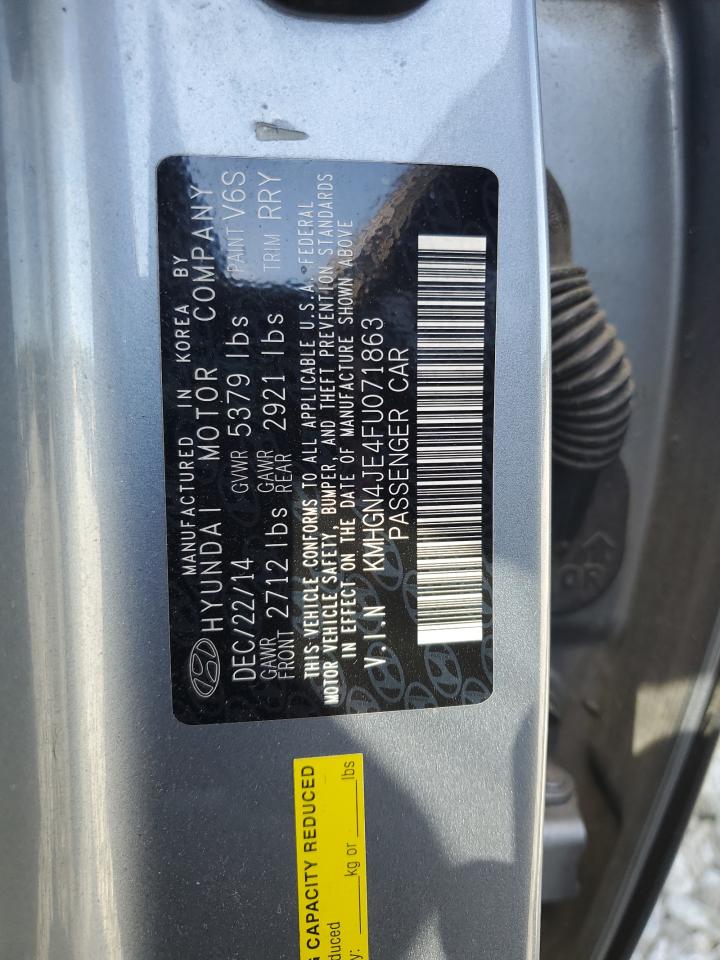 MANUFACTURED IN KOREA BY
HYUNDAI MOTOR COMPANY
DEC/22/14 GVWR 5379 lbs PAINT V6S
GAWR FRONT 2712 lbs GAWR REAR 2921 lbs TRIM RRY
THIS VEHICLE CONFORMS TO ALL APPLICABLE U.S.A. FEDERAL
MOTOR VEHICLE SAFETY, BUMPER, AND THEFT PREVENTION STANDARDS
IN EFFECT ON THE DATE OF MANUFACTURE SHOWN ABOVE
V.I.N KMHGN4JE4FU071863
PASSENGER CAR
CAPACITY REDUCED
kg or lbs